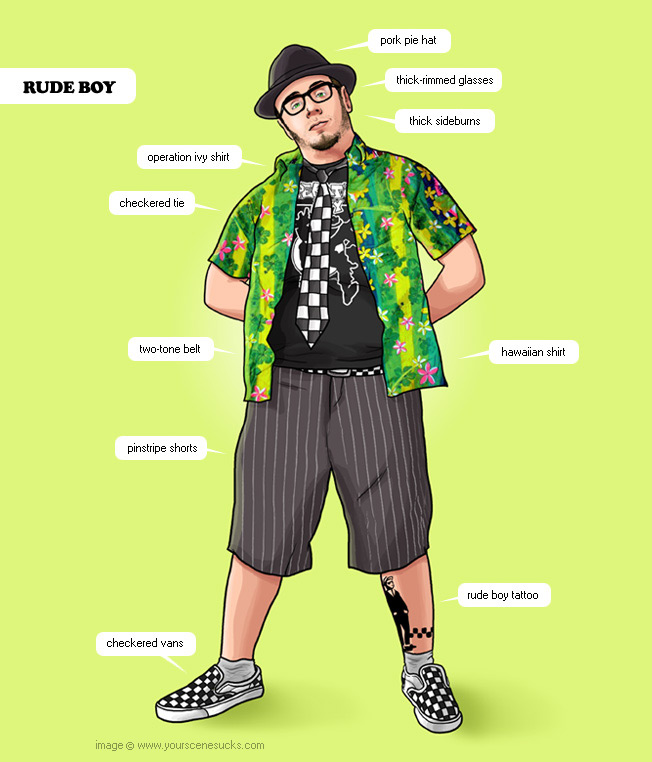 pork pie hat
RUDE BOY
thick-rimmed glasses
thick sideburns
operation ivy shirt
checkered tie
two-tone belt
hawaiian shirt
pinstripe shorts
rude boy tattoo
checkered vans
image © www.yourscenesucks.com